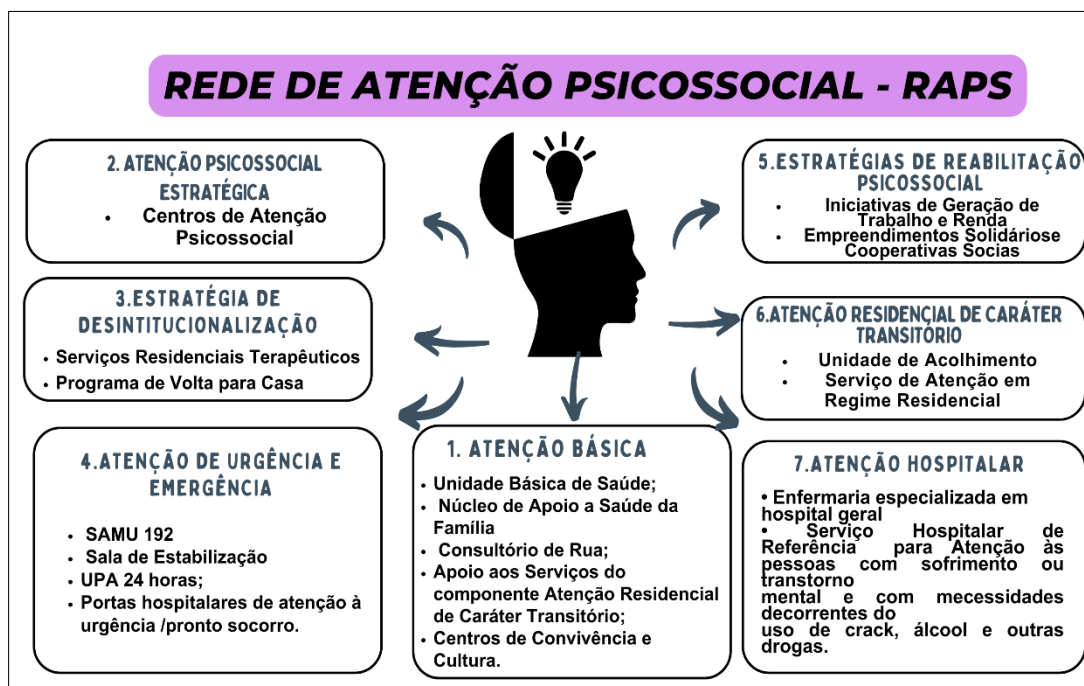 REDE DE ATENÇÃO PSICOSSOCIAL - RAPS
2. ATENÇÃO PSICOSSOCIAL
ESTRATÉGICA
• Centros de Atenção
Psicossocial
3.ESTRATÉGIA DE
DESINTITUCIONALIZAÇÃO
• Serviços Residenciais Terapêuticos
• Programa de Volta para Casa
4.ATENÇÃO DE URGÊNCIA E
EMERGÊNCIA
• SAMU 192
• Sala de Estabilização
• UPA 24 horas;
• Portas hospitalares de atenção à
urgência /pronto socorro.
1. ATENÇÃO BÁSICA
• Unidade Básica de Saúde;
• Núcleo de Apoio a Saúde da
Família
• Consultório de Rua;
• Apoio aos Serviços do
componente Atenção Residencial
de Caráter Transitório;
• Centros de Convivência e
Cultura.
5.ESTRATÉGIAS DE REABILITAÇÃO
PSICOSSOCIAL
• Iniciativas de Geração de
Trabalho e Renda
• Empreendimentos Solidáriose
Cooperativas Socias
6.ATENÇÃO RESIDENCIAL DE CARÁTER
TRANSITÓRIO
• Unidade de Acolhimento
• Serviço de Atenção em
Regime Residencial
7.ATENÇÃO HOSPITALAR
• Enfermaria especializada em
hospital geral
• Serviço Hospitalar de
Referência para Atenção às
pessoas com sofrimento ou
transtorno
mental e com mecessidades
decorrentes do
uso de crack, álcool e outras
drogas.